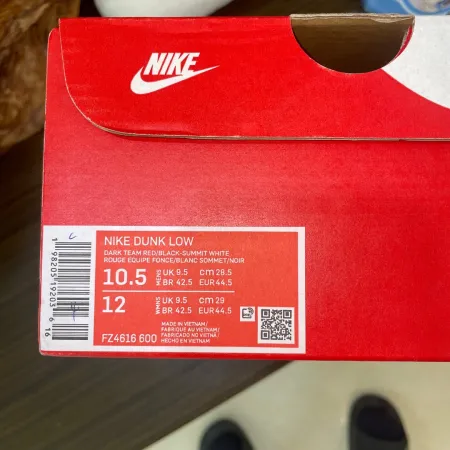 NIKE
NIKE DUNK LOW
DARK TEAM RED/BLACK-SUMMIT WHITE
ROUGE EQUIPE FONCE/BLANC SOMMET/NOIR
10.5 MENS UK 9.5 cm 28.5
BR 42.5 EUR 44.5
12 WMNS UK 9.5 cm 29
BR 42.5 EUR 44.5
MADE IN VIETNAM/
FABRIQUE AU VIETNAM/
FABRICADO NO VIETNÃ/
HECHO EN VIETNAM
FZ4616 600